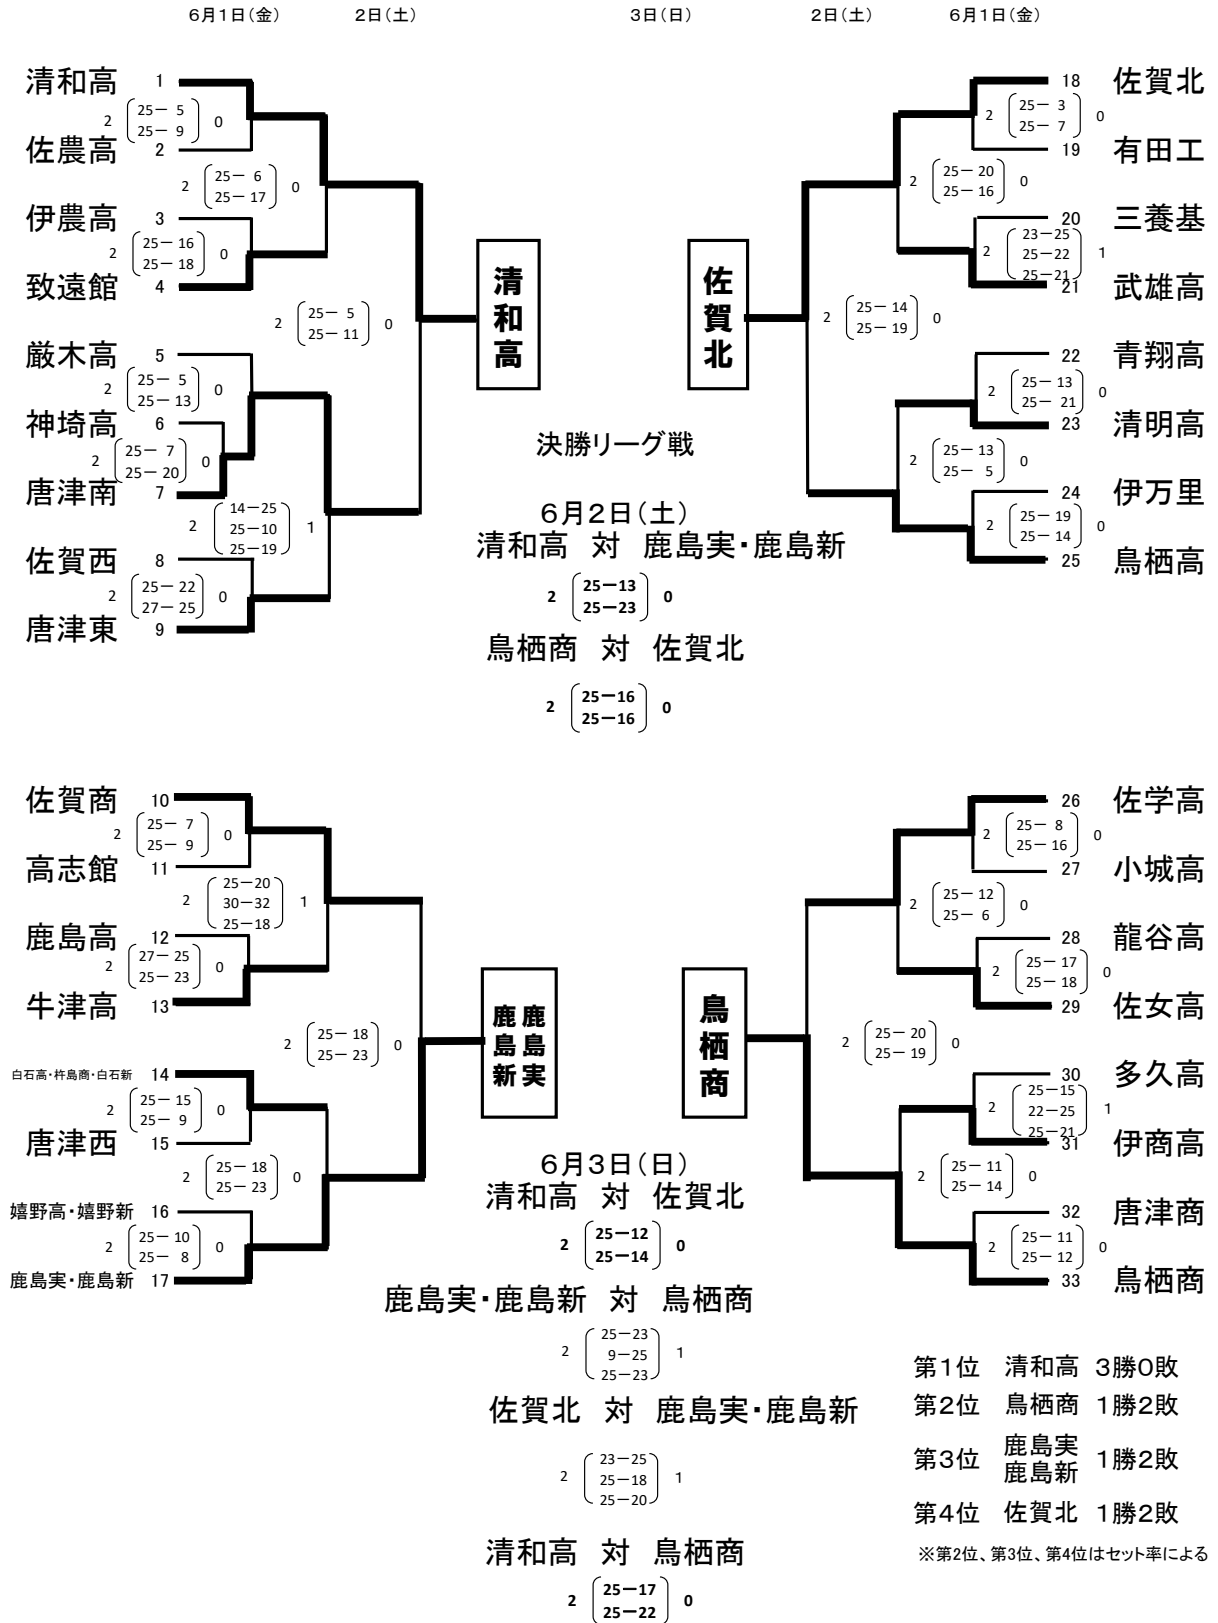 6月1日(金) 2日(土) 3日(日) 2日(土) 6月1日(金)
清和高 1
2 25― 5 0
25― 9
佐農高 2
2 25― 6 0
25― 17
伊農高 3
2 25― 16 0
25― 18
致遠館 4
2 25― 5 0
25― 11
厳木高 5
2 25― 5 0
25― 13
神埼高 6
2 25― 7 0
25― 20
唐津南 7
2 14―25 1
25―10
25―19
佐賀西 8
2 25― 22 0
27― 25
唐津東 9
清和高
佐賀北
18 佐賀北
2 25― 3 0
25― 7
19 有田工
2 25― 20 0
25― 16
20 三養基
2 23―25 1
25―22
25―21
21 武雄高
2 25― 14 0
25― 19
22 青翔高
2 25― 13 0
25― 21
23 清明高
2 25― 13 0
25― 5
24 伊万里
2 25― 19 0
25― 14
25 鳥栖高
決勝リーグ戦
6月2日(土)
清和高 対 鹿島実・鹿島新
2 25―13 0
25―23
鳥栖商 対 佐賀北
2 25―16 0
25―16
佐賀商 10
2 25― 7 0
25― 9
高志館 11
2 25―20 1
30―32
25―18
鹿島高 12
2 27― 25 0
25― 23
牛津高 13
2 25― 18 0
25― 23
白石高・杵島商・白石新 14
2 25― 15 0
25― 9
唐津西 15
2 25― 18 0
25― 23
嬉野高・嬉野新 16
2 25― 10 0
25― 8
鹿島実・鹿島新 17
鹿島実
鹿島新
鳥栖商
26 佐学高
2 25― 8 0
25― 16
27 小城高
2 25― 12 0
25― 6
28 龍谷高
2 25― 17 0
25― 18
29 佐女高
2 25― 20 0
25― 19
30 多久高
2 25―15 1
22―25
25―21
31 伊商高
2 25― 11 0
25― 14
32 唐津商
2 25― 11 0
25― 12
33 鳥栖商
6月3日(日)
清和高 対 佐賀北
2 25―12 0
25―14
鹿島実・鹿島新 対 鳥栖商
2 25―23 1
9―25
25―23
佐賀北 対 鹿島実・鹿島新
2 23―25 1
25―18
25―20
清和高 対 鳥栖商
2 25―17 0
25―22
第1位 清和高 3勝0敗
第2位 鳥栖商 1勝2敗
第3位 鹿島実 1勝2敗
鹿島新
第4位 佐賀北 1勝2敗
※第2位、第3位、第4位はセット率による